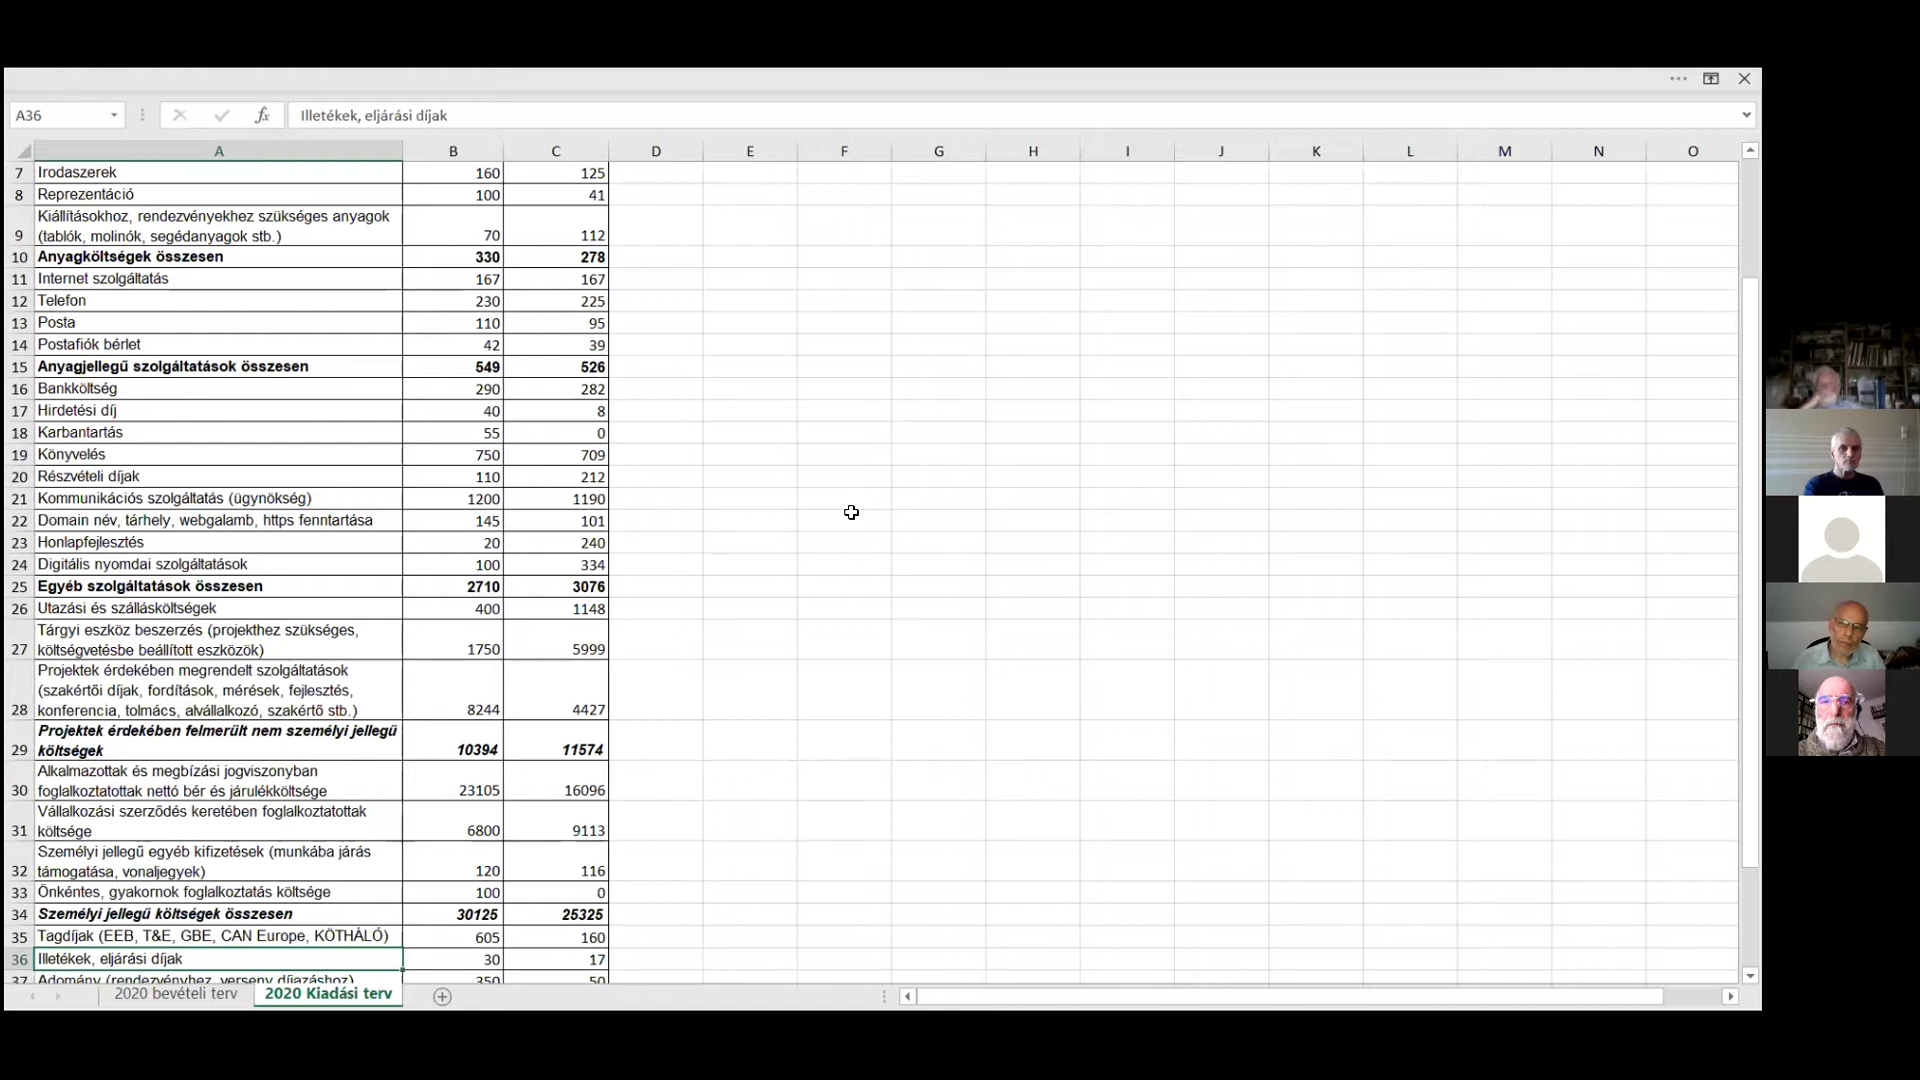 A36
fx
Illetékek, eljárási díjak
A B C D E F G H I J K L M N O
7 Irodaszerek 160 125
8 Reprezentáció 100 41
Kiállításokhoz, rendezvényekhez szükséges anyagok
9 (tablók, molinók, segédanyagok stb.) 70 112
10 Anyagköltségek összesen 330 278
11 Internet szolgáltatás 167 167
12 Telefon 230 225
13 Posta 110 95
14 Postafiók bérlet 42 39
15 Anyagjellegű szolgáltatások összesen 549 526
16 Bankköltség 290 282
17 Hirdetési díj 40 8
18 Karbantartás 55 0
19 Könyvelés 750 709
20 Részvételi díjak 110 212
21 Kommunikációs szolgáltatás (ügynökség) 1200 1190
22 Domain név, tárhely, webgalamb, https fenntartása 145 101
23 Honlapfejlesztés 20 240
24 Digitális nyomdai szolgáltatások 100 334
25 Egyéb szolgáltatások összesen 2710 3076
26 Utazási és szállásköltségek 400 1148
Tárgyi eszköz beszerzés (projekthez szükséges,
27 költségvetésbe beállított eszközök) 1750 5999
Projektek érdekében megrendelt szolgáltatások
(szakértői díjak, fordítások, mérések, fejlesztés,
28 konferencia, tolmács, alvállalkozó, szakértő stb.) 8244 4427
Projektek érdekében felmerült nem személyi jellegű
29 költségek 10394 11574
Alkalmazottak és megbízási jogviszonyban
30 foglalkoztatottak nettó bér és járulékköltsége 23105 16096
Vállalkozási szerződés keretében foglalkoztatottak
31 költsége 6800 9113
Személyi jellegű egyéb kifizetések (munkába járás
32 támogatása, vonaljegyek) 120 116
33 Önkéntes, gyakornok foglalkoztatás költsége 100 0
34 Személyi jellegű költségek összesen 30125 25325
35 Tagdíjak (EEB, T&E, GBE, CAN Europe, KÖTHÁLÓ) 605 160
36 Illetékek, eljárási díjak 30 17
37 Adomány (rendezvényhez, verseny díjazáshoz) 350 50
2020 bevételi terv 2020 Kiadási terv